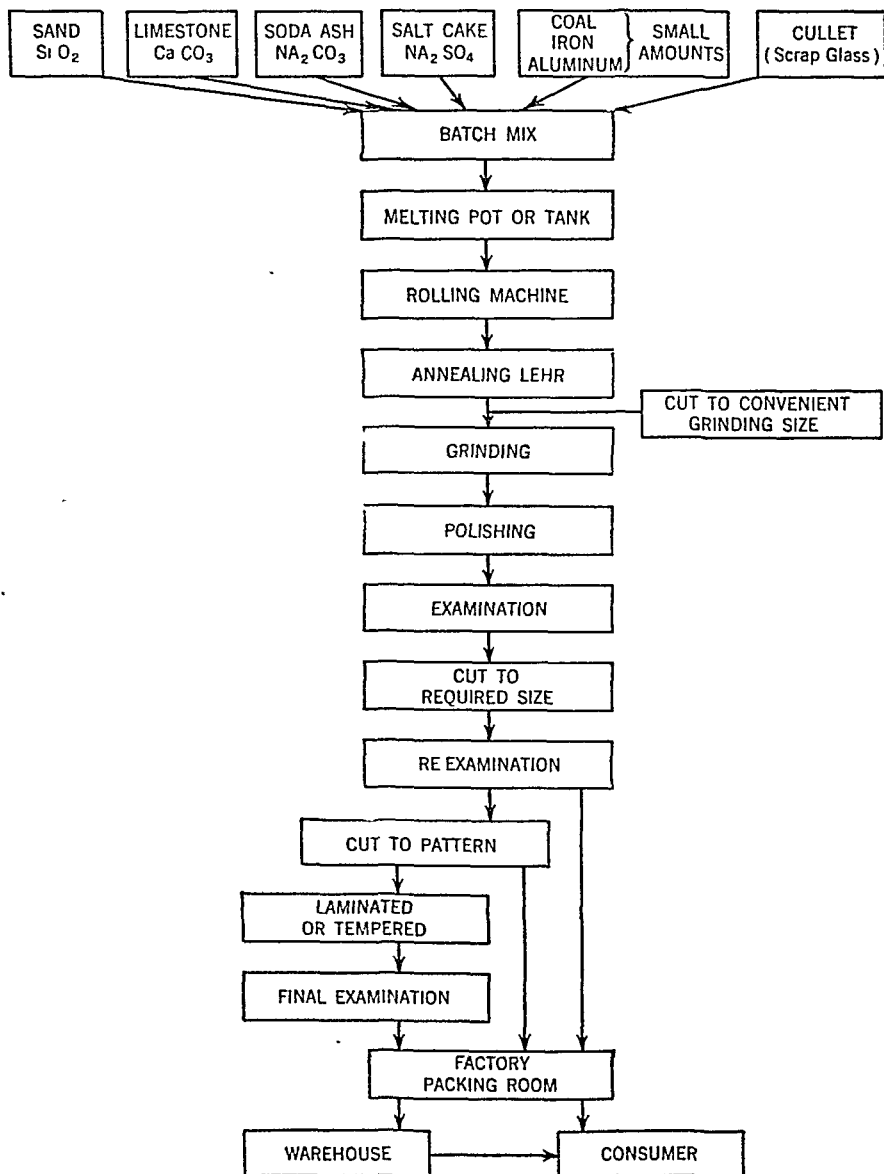 SAND
Si O2
LIMESTONE
Ca CO3
SODA ASH
NA2 CO3
SALT CAKE
NA2 SO4
COAL
IRON
ALUMINUM
SMALL
AMOUNTS
CULLET
(Scrap Glass)
BATCH MIX
MELTING POT OR TANK
ROLLING MACHINE
ANNEALING LEHR
CUT TO CONVENIENT
GRINDING SIZE
GRINDING
POLISHING
EXAMINATION
CUT TO
REQUIRED SIZE
RE EXAMINATION
CUT TO PATTERN
LAMINATED
OR TEMPERED
FINAL EXAMINATION
FACTORY
PACKING ROOM
WAREHOUSE
CONSUMER